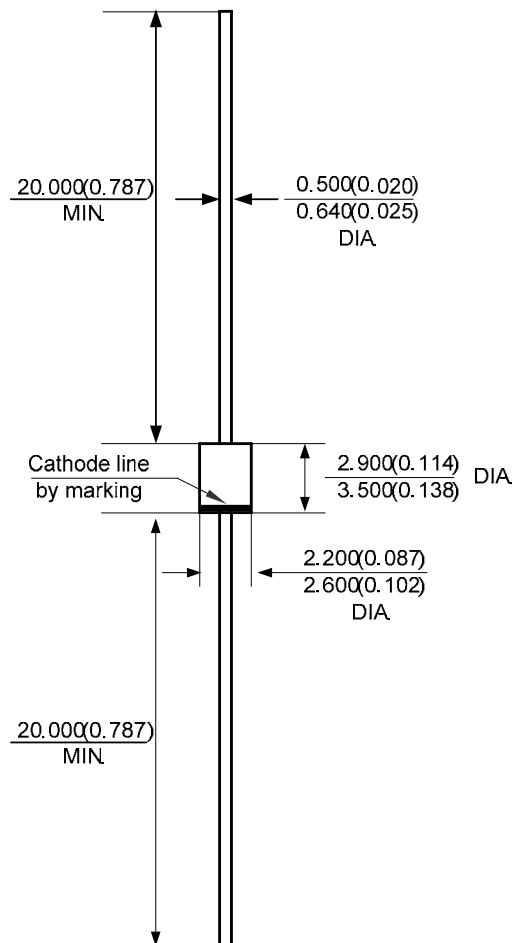 20.000(0.787)
MIN.
0.500(0.020)
0.640(0.025)
DIA.
Cathode line
by marking
2.900(0.114)
3.500(0.138)
DIA.
2.200(0.087)
2.600(0.102)
DIA.
20.000(0.787)
MIN.